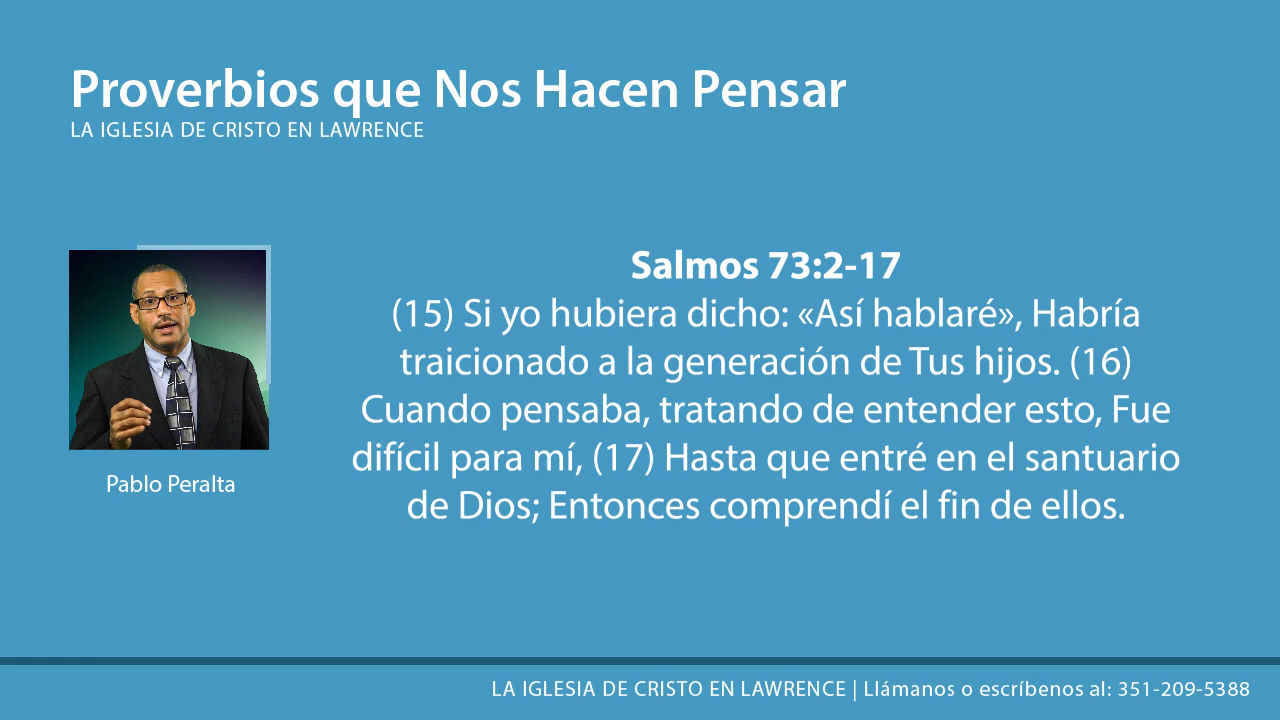 Proverbios que Nos Hacen Pensar
LA IGLESIA DE CRISTO EN LAWRENCE
Salmos 73:2-17
(15) Si yo hubiera dicho: «Así hablaré», Habría
traicionado a la generación de Tus hijos. (16)
Cuando pensaba, tratando de entender esto, Fue
difícil para mí, (17) Hasta que entré en el santuario
de Dios; Entonces comprendí el fin de ellos.
Pablo Peralta
LA IGLESIA DE CRISTO EN LAWRENCE | Llámanos o escríbenos al: 351-209-5388